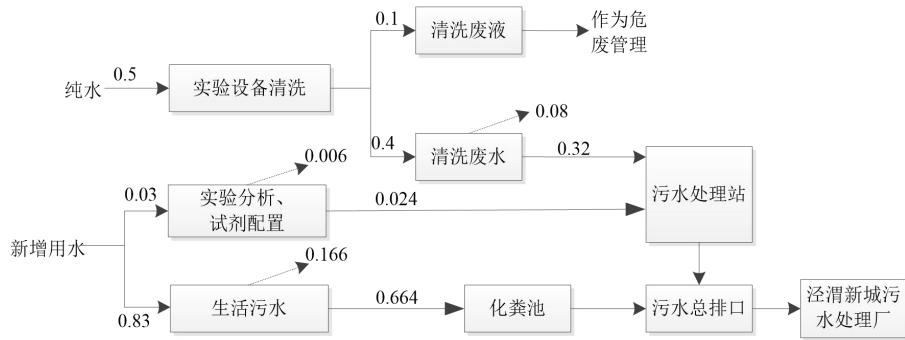 0.1
清洗废液
作为危
废管理
纯水
0.5
实验设备清洗
0.4
清洗废水
0.08
0.32
污水处理站
0.006
0.03
实验分析、
试剂配置
0.024
新增用水
0.166
0.83
生活污水
0.664
化粪池
污水总排口
泾渭新城污
水处理厂